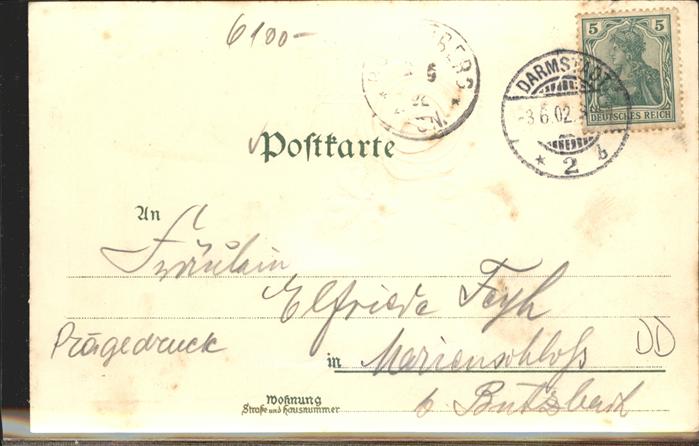 6100-
5 5
DEUTSCHES REICH
DARMSTADT
-3.6.02.
* 2 b
Postkarte
An
Fräulein
Elfriede Feyh
Prägedruck
in Marienschloss
DD
Wohnung
Straße und Hausnummer
b. Butzbach